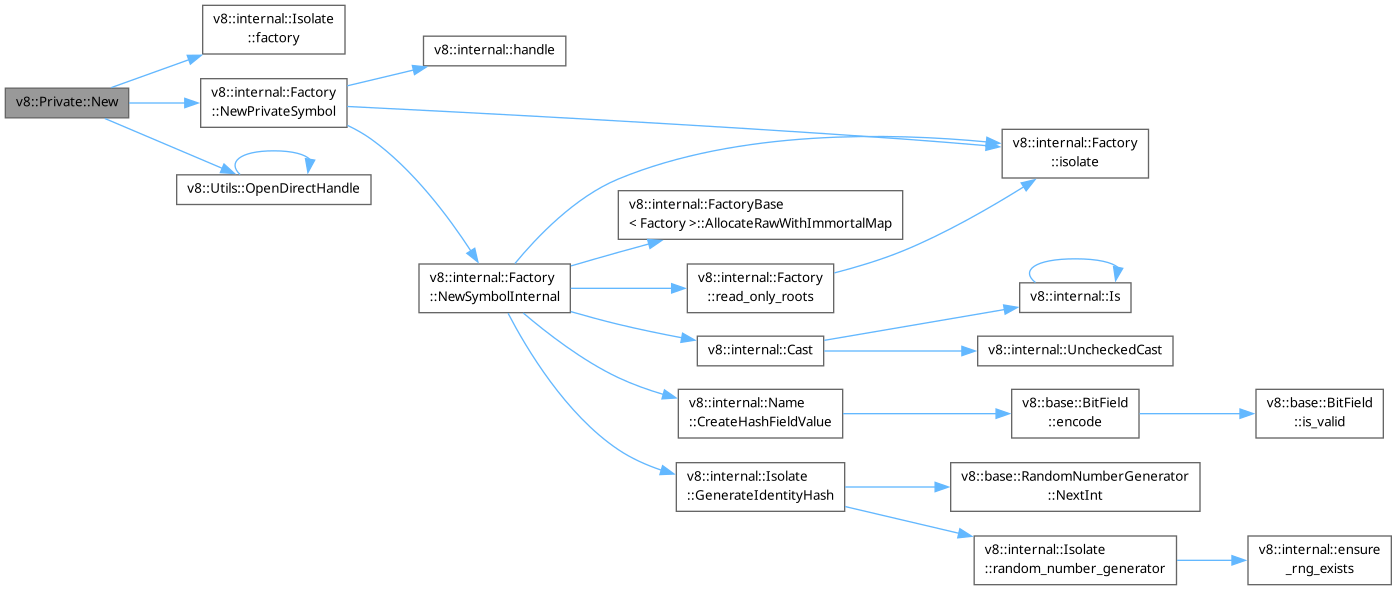 v8::Private::New
v8::internal::Isolate
::factory
v8::internal::Factory
::NewPrivateSymbol
v8::Utils::OpenDirectHandle
v8::internal::handle
v8::internal::Factory
::NewSymbolInternal
v8::internal::Factory
::isolate
v8::internal::FactoryBase
< Factory >::AllocateRawWithImmortalMap
v8::internal::Factory
::read_only_roots
v8::internal::Cast
v8::internal::Is
v8::internal::UncheckedCast
v8::internal::Name
::CreateHashFieldValue
v8::base::BitField
::encode
v8::base::BitField
::is_valid
v8::internal::Isolate
::GenerateIdentityHash
v8::base::RandomNumberGenerator
::NextInt
v8::internal::Isolate
::random_number_generator
v8::internal::ensure
_rng_exists